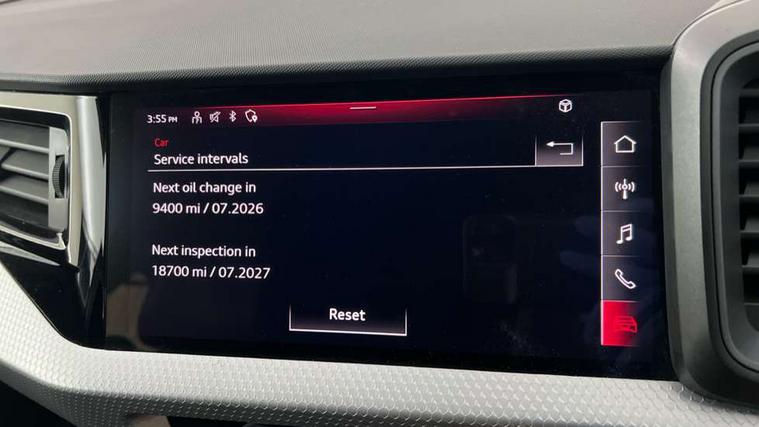 3:55 PM
Car
Service intervals
Next oil change in
9400 mi / 07.2026
Next inspection in
18700 mi / 07.2027
Reset